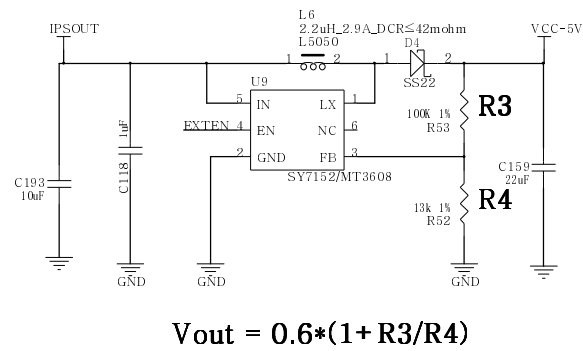 L6
2.2uH_2.9A_DCR≤42mohm
L5050
IPSOUT
VCC-5V
D4
1 2 1 2
SS22
U9
5 IN LX 1
EXTEN 4 EN NC 6
2 GND FB 3
SY7152/MT3608
100K 1%
R53
R3
1uF
C118
C193
10uF
C159
22uF
13k 1%
R52
R4
GND
GND
GND
Vout = 0.6*(1+R3/R4)